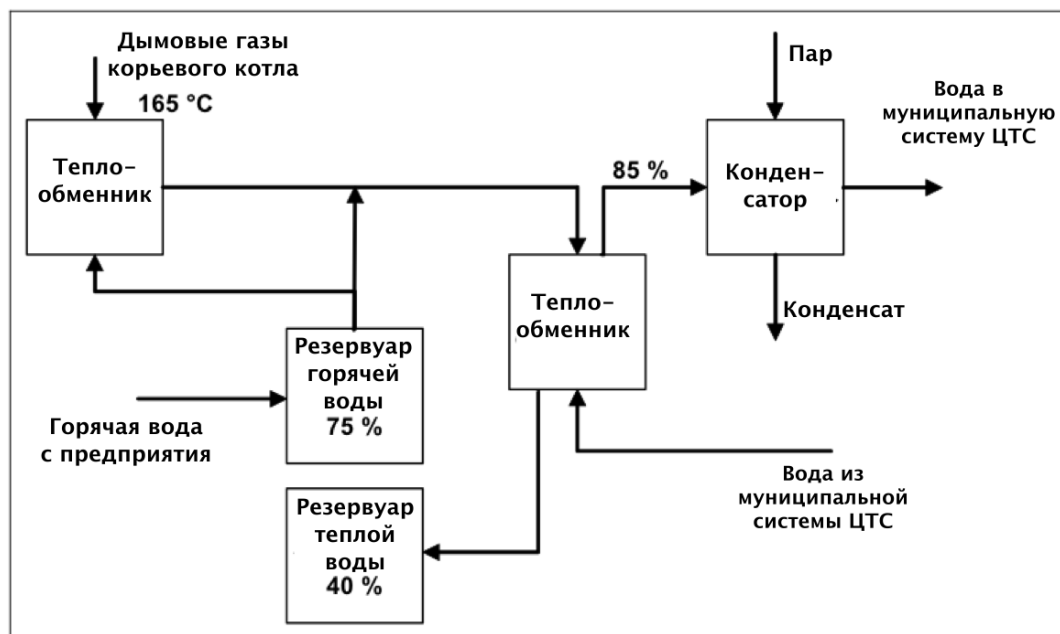 Дымовые газы
корьевого котла
165 °C
Тепло-
обменник
Пар
Вода в
муниципальную
систему ЦТС
85 %
Конден-
сатор
Тепло-
обменник
Конденсат
Резервуар
горячей
воды
75 %
Горячая вода
с предприятия
Вода из
муниципальной
системы ЦТС
Резервуар
теплой
воды
40 %